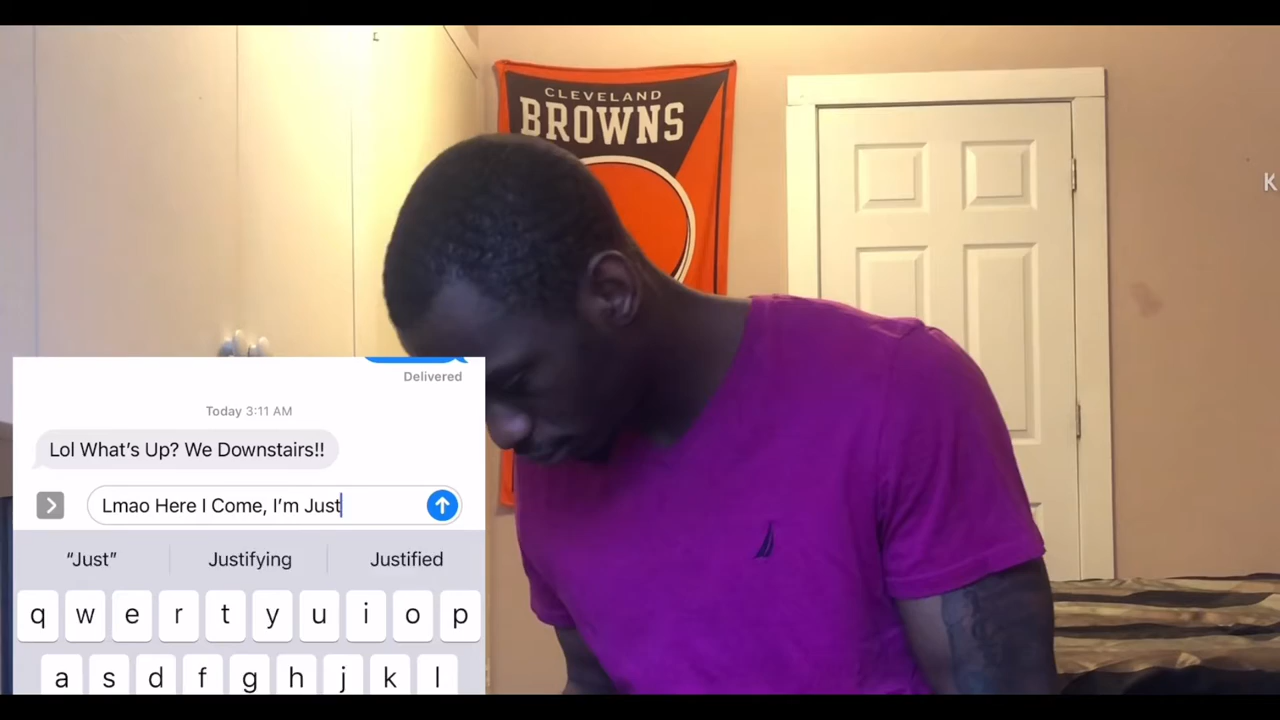 CLEVELAND
BROWNS
K
Delivered
Today 3:11 AM
Lol What’s Up? We Downstairs!!
Lmao Here I Come, I’m Just
“Just” Justifying Justified
q w e r t y u i o p
a s d f g h j k l